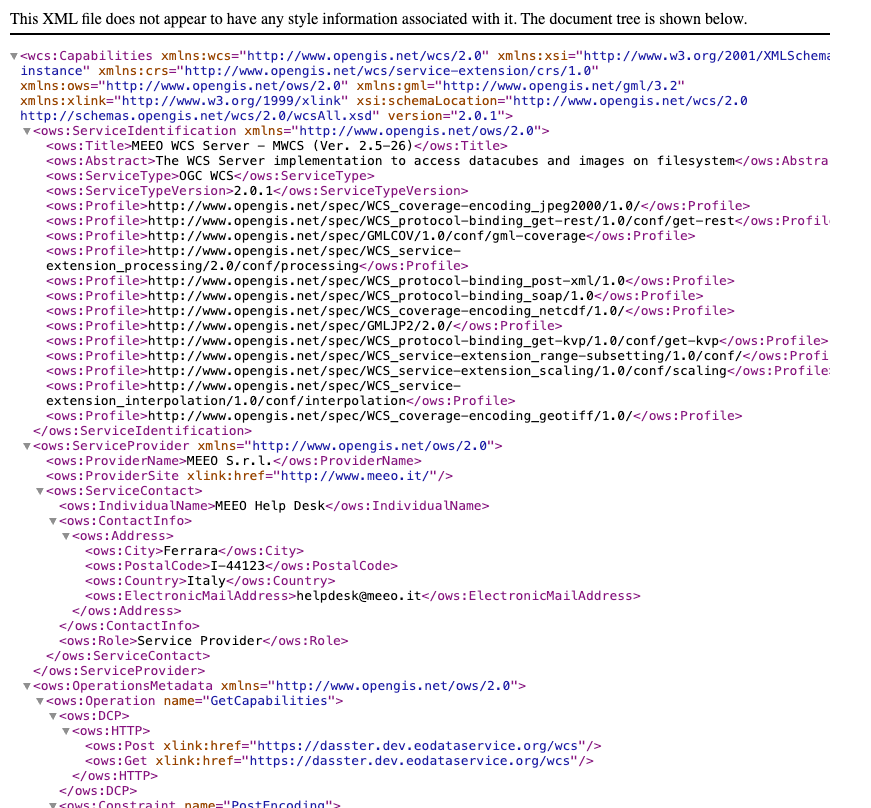 This XML file does not appear to have any style information associated with it. The document tree is shown below.
▼<wcs:Capabilities xmlns:wcs="http://www.opengis.net/wcs/2.0" xmlns:xsi="http://www.w3.org/2001/XMLSchema
instance" xmlns:crs="http://www.opengis.net/wcs/service-extension/crs/1.0"
xmlns:ows="http://www.opengis.net/ows/2.0" xmlns:gml="http://www.opengis.net/gml/3.2"
xmlns:xlink="http://www.w3.org/1999/xlink" xsi:schemaLocation="http://www.opengis.net/wcs/2.0
http://schemas.opengis.net/wcs/2.0/wcsAll.xsd" version="2.0.1">
▼<ows:ServiceIdentification xmlns="http://www.opengis.net/ows/2.0">
<ows:Title>MEEO WCS Server - MWCS (Ver. 2.5-26)</ows:Title>
<ows:Abstract>The WCS Server implementation to access datacubes and images on filesystem</ows:Abstra
<ows:ServiceType>OGC WCS</ows:ServiceType>
<ows:ServiceTypeVersion>2.0.1</ows:ServiceTypeVersion>
<ows:Profile>http://www.opengis.net/spec/WCS_coverage-encoding_jpeg2000/1.0/</ows:Profile>
<ows:Profile>http://www.opengis.net/spec/WCS_protocol-binding_get-rest/1.0/conf/get-rest</ows:Profil
<ows:Profile>http://www.opengis.net/spec/GMLCOV/1.0/conf/gml-coverage</ows:Profile>
<ows:Profile>http://www.opengis.net/spec/WCS_service-
extension_processing/2.0/conf/processing</ows:Profile>
<ows:Profile>http://www.opengis.net/spec/WCS_protocol-binding_post-xml/1.0</ows:Profile>
<ows:Profile>http://www.opengis.net/spec/WCS_protocol-binding_soap/1.0</ows:Profile>
<ows:Profile>http://www.opengis.net/spec/WCS_coverage-encoding_netcdf/1.0/</ows:Profile>
<ows:Profile>http://www.opengis.net/spec/GMLJP2/2.0/</ows:Profile>
<ows:Profile>http://www.opengis.net/spec/WCS_protocol-binding_get-kvp/1.0/conf/get-kvp</ows:Profile>
<ows:Profile>http://www.opengis.net/spec/WCS_service-extension_range-subsetting/1.0/conf/</ows:Profi
<ows:Profile>http://www.opengis.net/spec/WCS_service-extension_scaling/1.0/conf/scaling</ows:Profile
<ows:Profile>http://www.opengis.net/spec/WCS_service-
extension_interpolation/1.0/conf/interpolation</ows:Profile>
<ows:Profile>http://www.opengis.net/spec/WCS_coverage-encoding_geotiff/1.0/</ows:Profile>
</ows:ServiceIdentification>
▼<ows:ServiceProvider xmlns="http://www.opengis.net/ows/2.0">
<ows:ProviderName>MEEO S.r.l.</ows:ProviderName>
<ows:ProviderSite xlink:href="http://www.meeo.it/"/>
▼<ows:ServiceContact>
<ows:IndividualName>MEEO Help Desk</ows:IndividualName>
▼<ows:ContactInfo>
▼<ows:Address>
<ows:City>Ferrara</ows:City>
<ows:PostalCode>I-44123</ows:PostalCode>
<ows:Country>Italy</ows:Country>
<ows:ElectronicMailAddress>helpdesk@meeo.it</ows:ElectronicMailAddress>
</ows:Address>
</ows:ContactInfo>
<ows:Role>Service Provider</ows:Role>
</ows:ServiceContact>
</ows:ServiceProvider>
▼<ows:OperationsMetadata xmlns="http://www.opengis.net/ows/2.0">
▼<ows:Operation name="GetCapabilities">
▼<ows:DCP>
▼<ows:HTTP>
<ows:Post xlink:href="https://dasster.dev.eodataservice.org/wcs"/>
<ows:Get xlink:href="https://dasster.dev.eodataservice.org/wcs"/>
</ows:HTTP>
</ows:DCP>
▼<ows:Constraint name="PostEncoding">